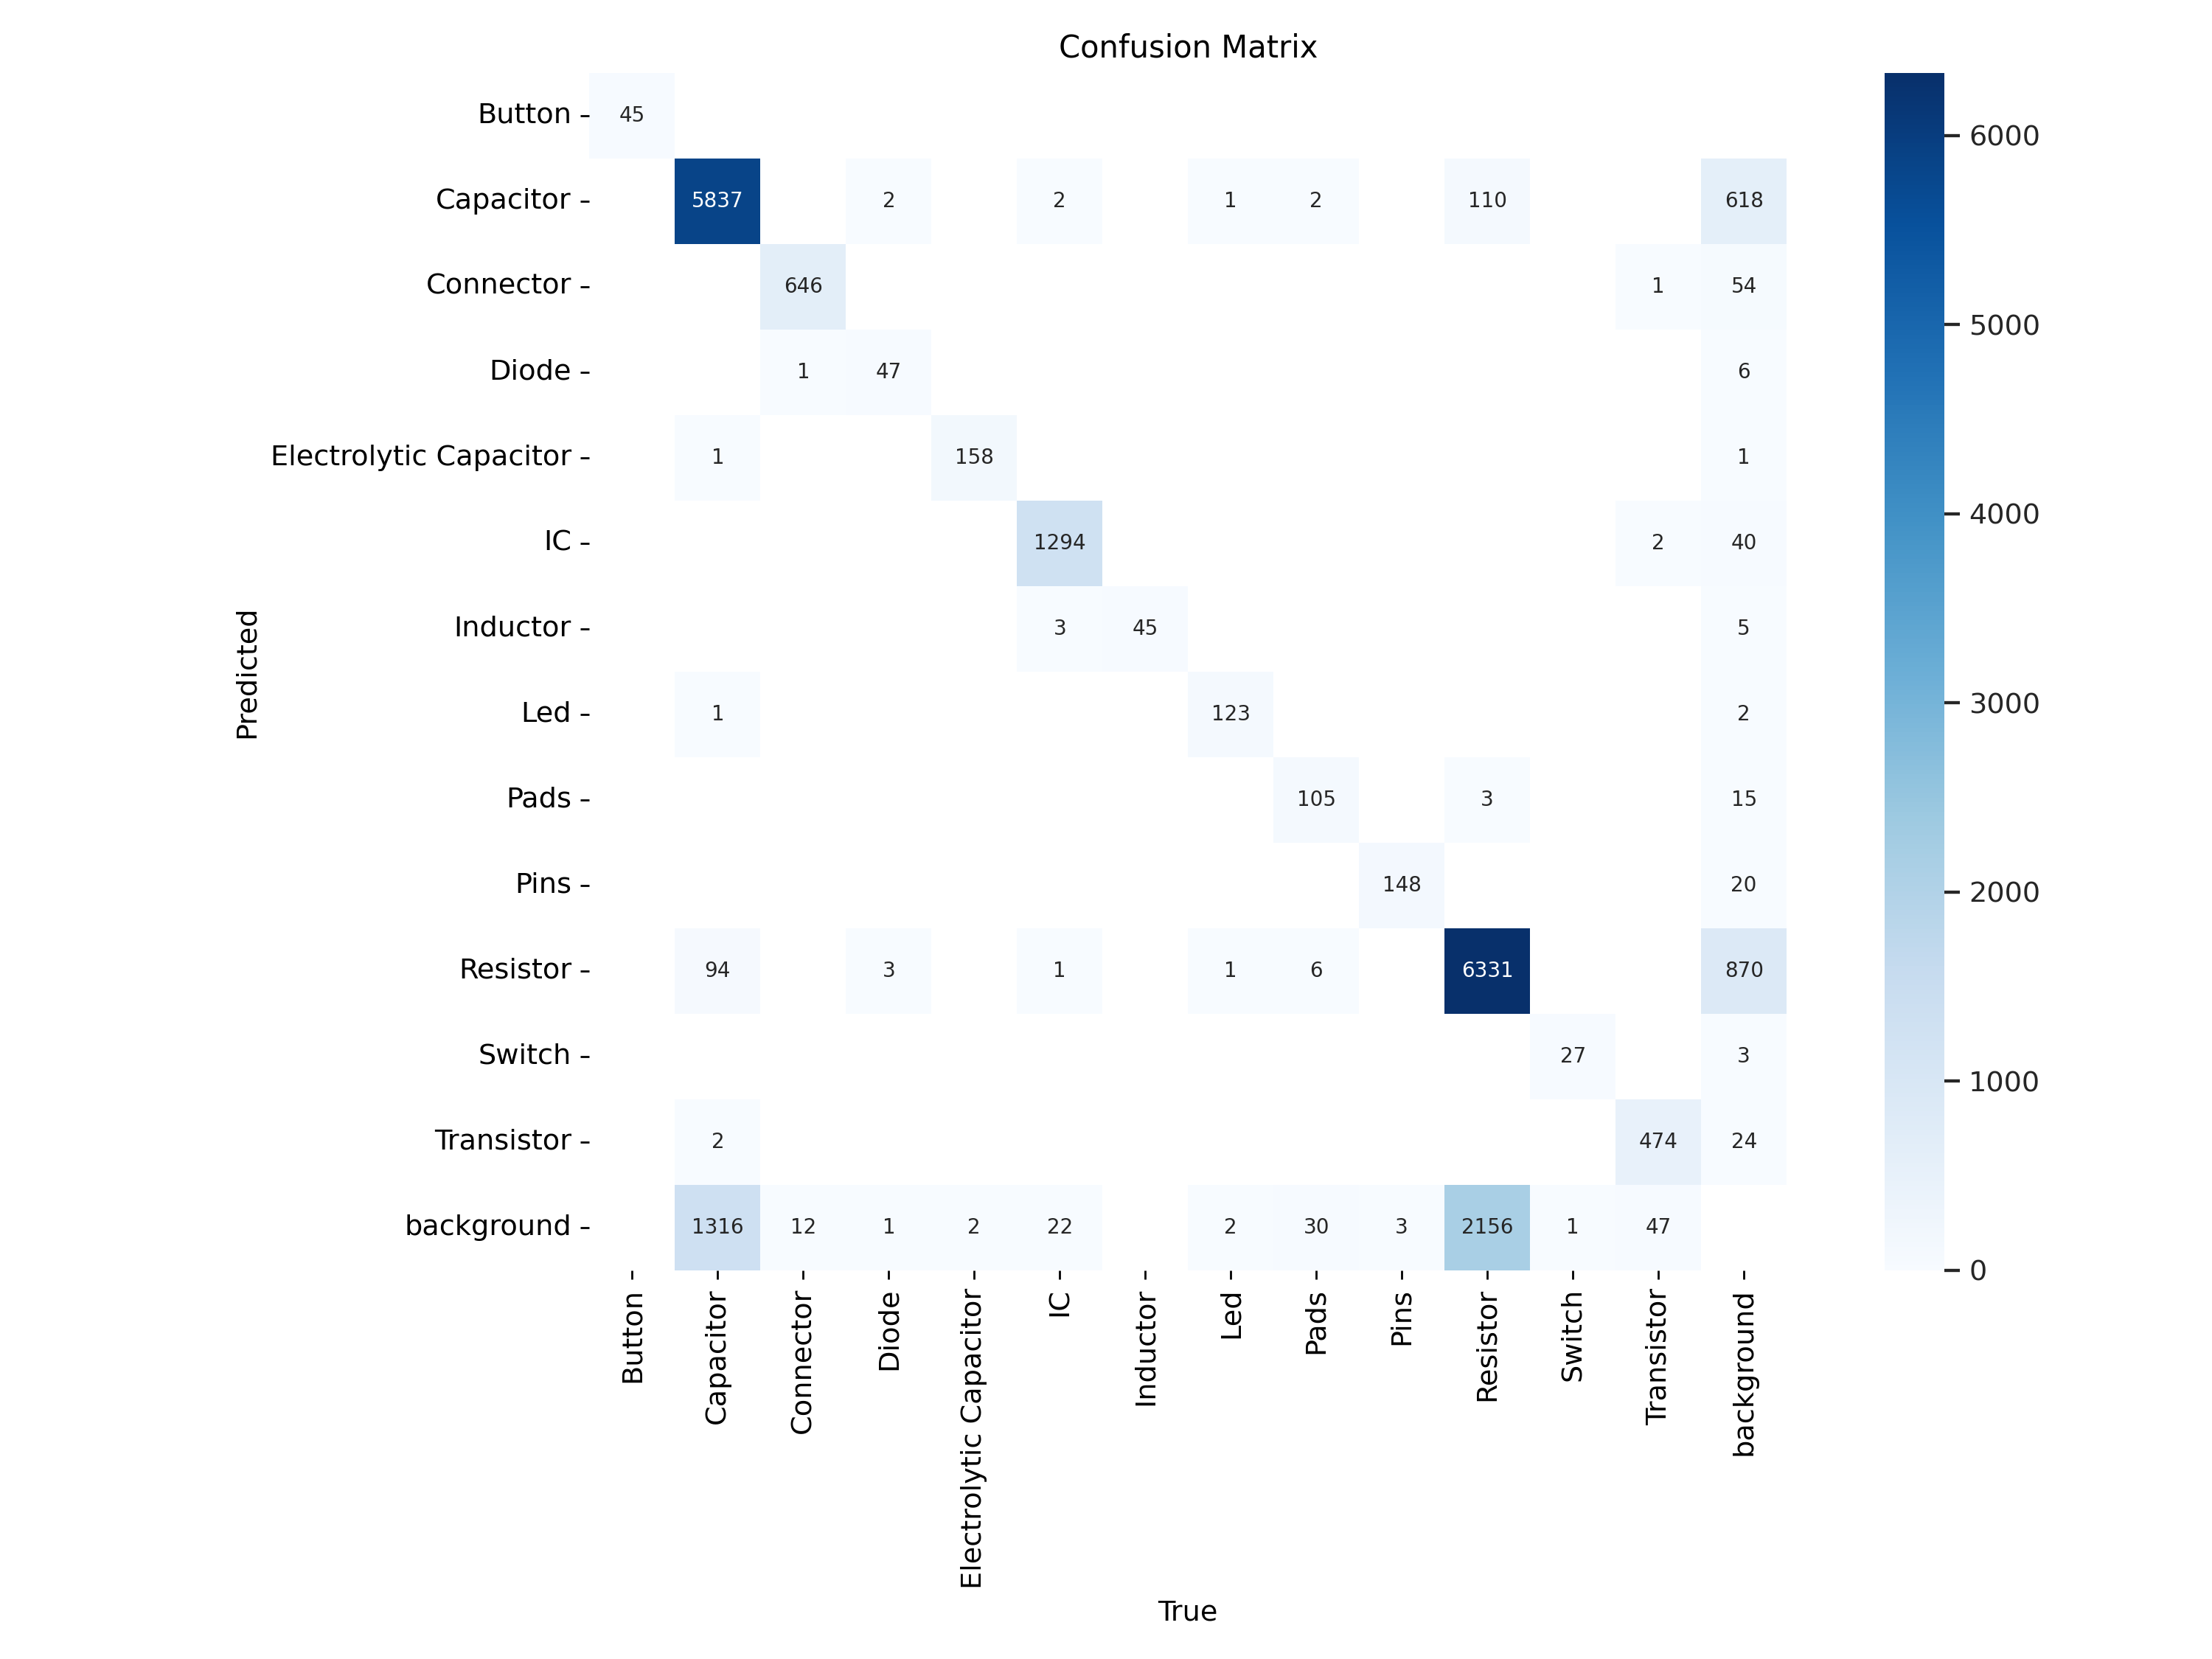 Confusion Matrix
Button 45
Capacitor 5837 2 2 1 2 110 618
Connector 646 1 54
Diode 1 47 6
Electrolytic Capacitor 1 158 1
IC 1294 2 40
Inductor 3 45 5
Led 1 123 2
Pads 105 3 15
Pins 148 20
Resistor 94 3 1 1 6 6331 870
Switch 27 3
Transistor 2 474 24
background 1316 12 1 2 22 2 30 3 2156 1 47
Predicted
Button
Capacitor
Connector
Diode
Electrolytic Capacitor
IC
Inductor
Led
Pads
Pins
Resistor
Switch
Transistor
background
True
6000
5000
4000
3000
2000
1000
0